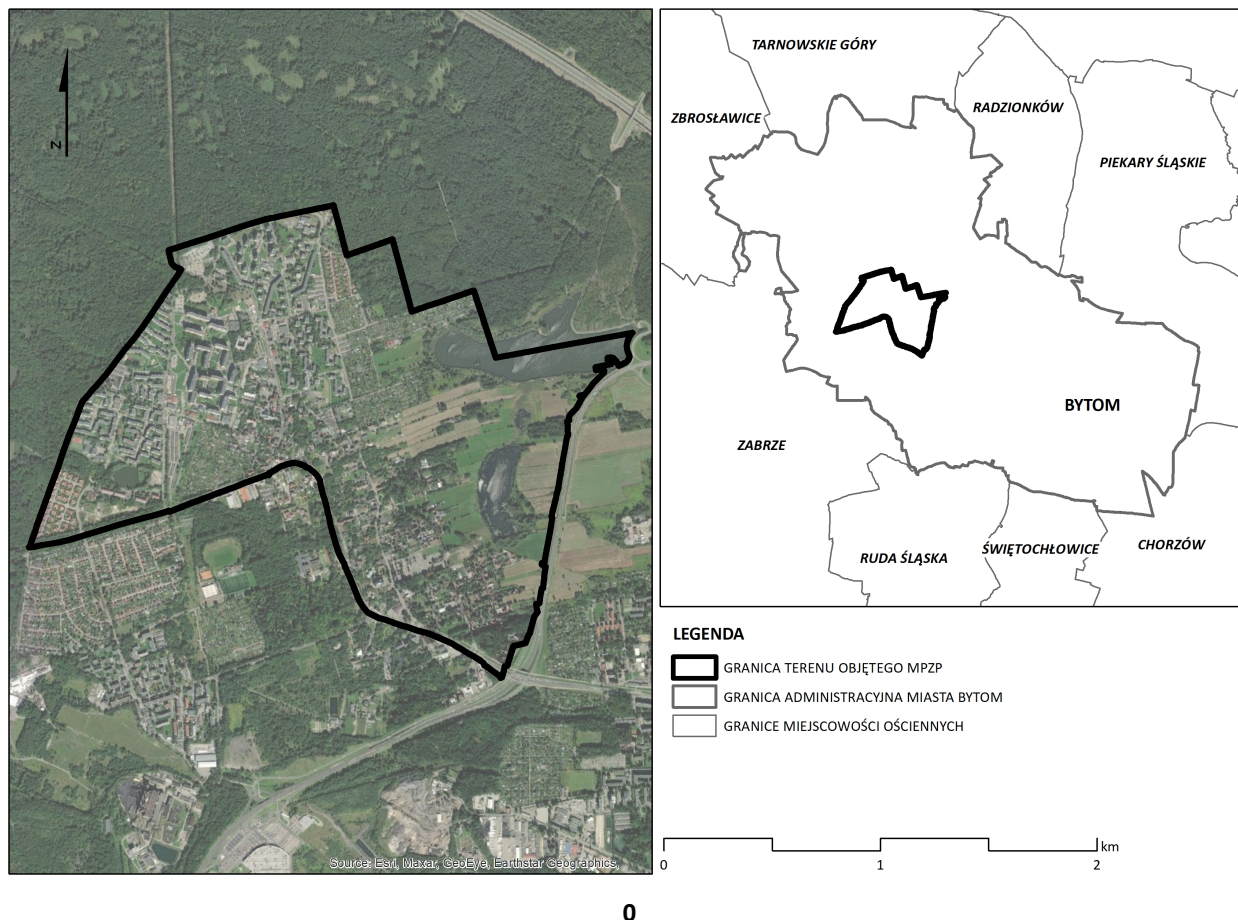 N
Source: Esri, Maxar, GeoEye, Earthstar Geographics,
TARNOWSKIE GÓRY
RADZIONKÓW
ZBROSŁAWICE
PIEKARY ŚLĄSKIE
BYTOM
ZABRZE
RUDA ŚLĄSKA
ŚWIĘTOCHŁOWICE
CHORZÓW
LEGENDA
GRANICA TERENU OBJĘTEGO MPZP
GRANICA ADMINISTRACYJNA MIASTA BYTOM
GRANICE MIEJSCOWOŚCI OŚCIENNYCH
km
0 1 2
0